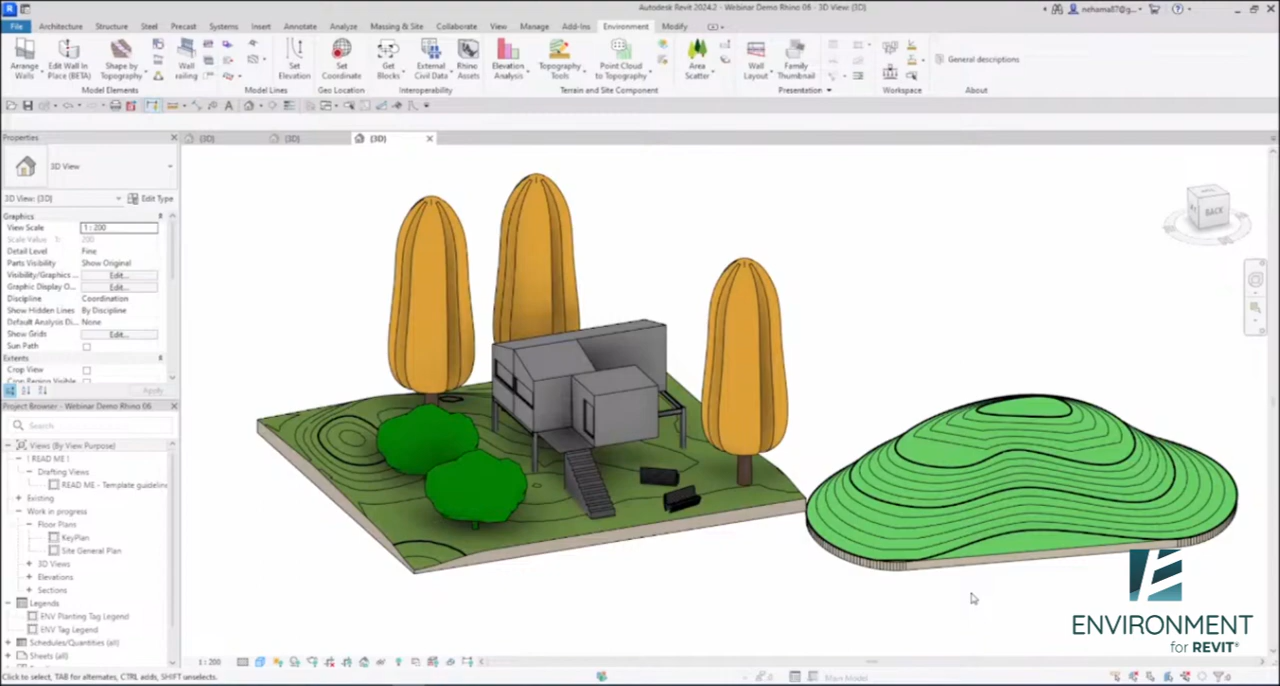 Autodesk Revit 2024.2 - Webinar Demo Rhino 06 - 3D View: {3D}
nehama87@g...
File Architecture Structure Steel Precast Systems Insert Annotate Analyze Massing & Site Collaborate View Manage Add-Ins Environment Modify
Arrange Walls
Edit Wall in Place (BETA)
Shape by Topography
Wall railing
Set Elevation
Set Coordinate
Get Blocks
External Civil Data
Rhino Assets
Elevation Analysis
Topography Tools
Point Cloud to Topography
Area Scatter
Wall Layout
Family Thumbnail
General descriptions
Model Elements
Model Lines
Geo Location
Interoperability
Terrain and Site Component
Presentation
Workspace
About
Properties
{3D}
{3D}
{3D}
3D View
3D View: {3D}
Edit Type
Graphics
View Scale 1 : 200
Scale Value 1: 200
Detail Level Fine
Parts Visibility Show Original
Visibility/Graphics ... Edit...
Graphic Display O... Edit...
Discipline Coordination
Show Hidden Lines By Discipline
Default Analysis Di... None
Show Grids Edit...
Sun Path
Extents
Crop View
Crop Region Visible
Apply
Project Browser - Webinar Demo Rhino 06
Search
Views (By View Purpose)
! READ ME !
Drafting Views
READ ME - Template guideline
Existing
Work in progress
Floor Plans
KeyPlan
Site General Plan
3D Views
Elevations
Sections
Legends
ENV Planting Tag Legend
ENV Tag Legend
Schedules/Quantities (all)
Sheets (all)
BACK
ENVIRONMENT
for REVIT®
1 : 200
Click to select, TAB for alternates, CTRL adds, SHIFT unselects.
:0
Main Model
:0